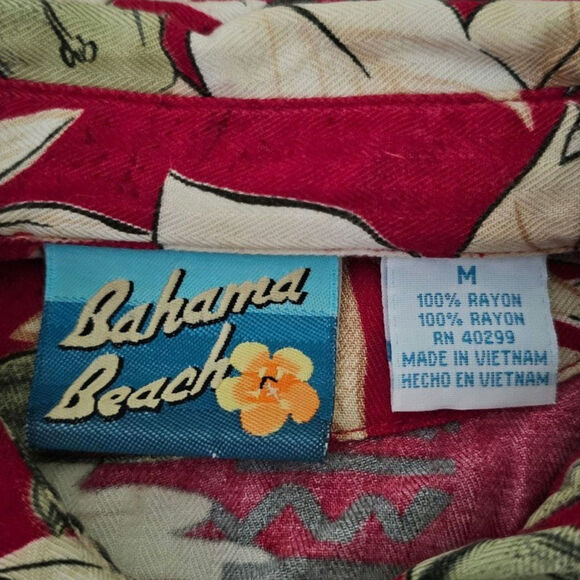 Bahama
Beach
M
100% RAYON
100% RAYON
RN 40299
MADE IN VIETNAM
HECHO EN VIETNAM